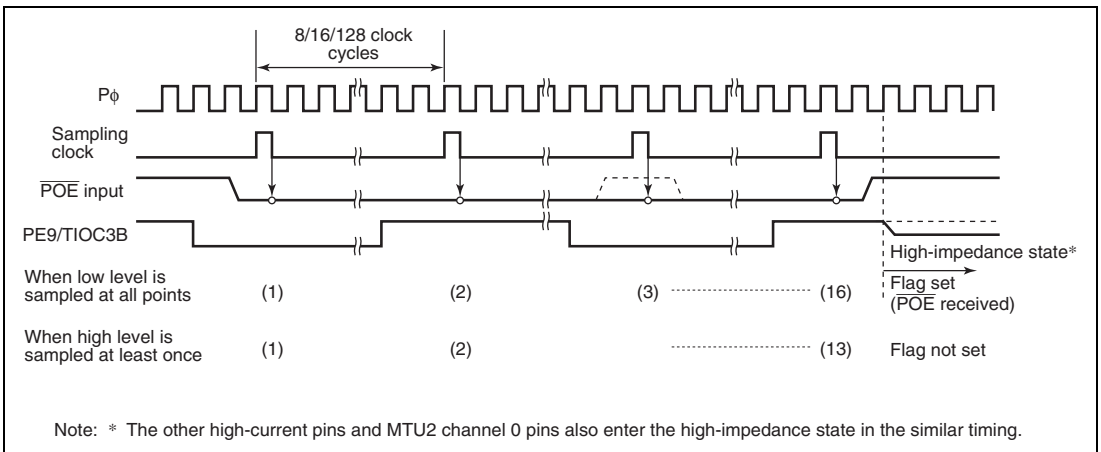 8/16/128 clock
cycles
Pϕ
Sampling
clock
P̅O̅E̅ input
PE9/TIOC3B
High-impedance state*
When low level is
sampled at all points
(1)
(2)
(3)
(16)
Flag set
(P̅O̅E̅ received)
When high level is
sampled at least once
(1)
(2)
(13)
Flag not set
Note: * The other high-current pins and MTU2 channel 0 pins also enter the high-impedance state in the similar timing.